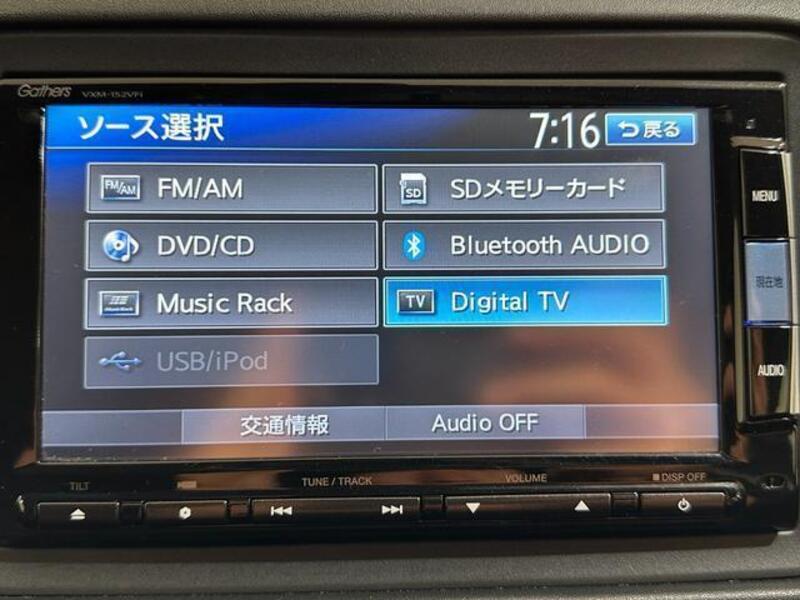 Gathers VXM-152VFi
ソース選択 7:16 戻る
FM/AM FM/AM
SD SDメモリーカード
DVD/CD
Bluetooth AUDIO
Music Rack
TV Digital TV
USB/iPod
交通情報 Audio OFF
MENU
現在地
AUDIO
TILT TUNE / TRACK VOLUME DISP OFF